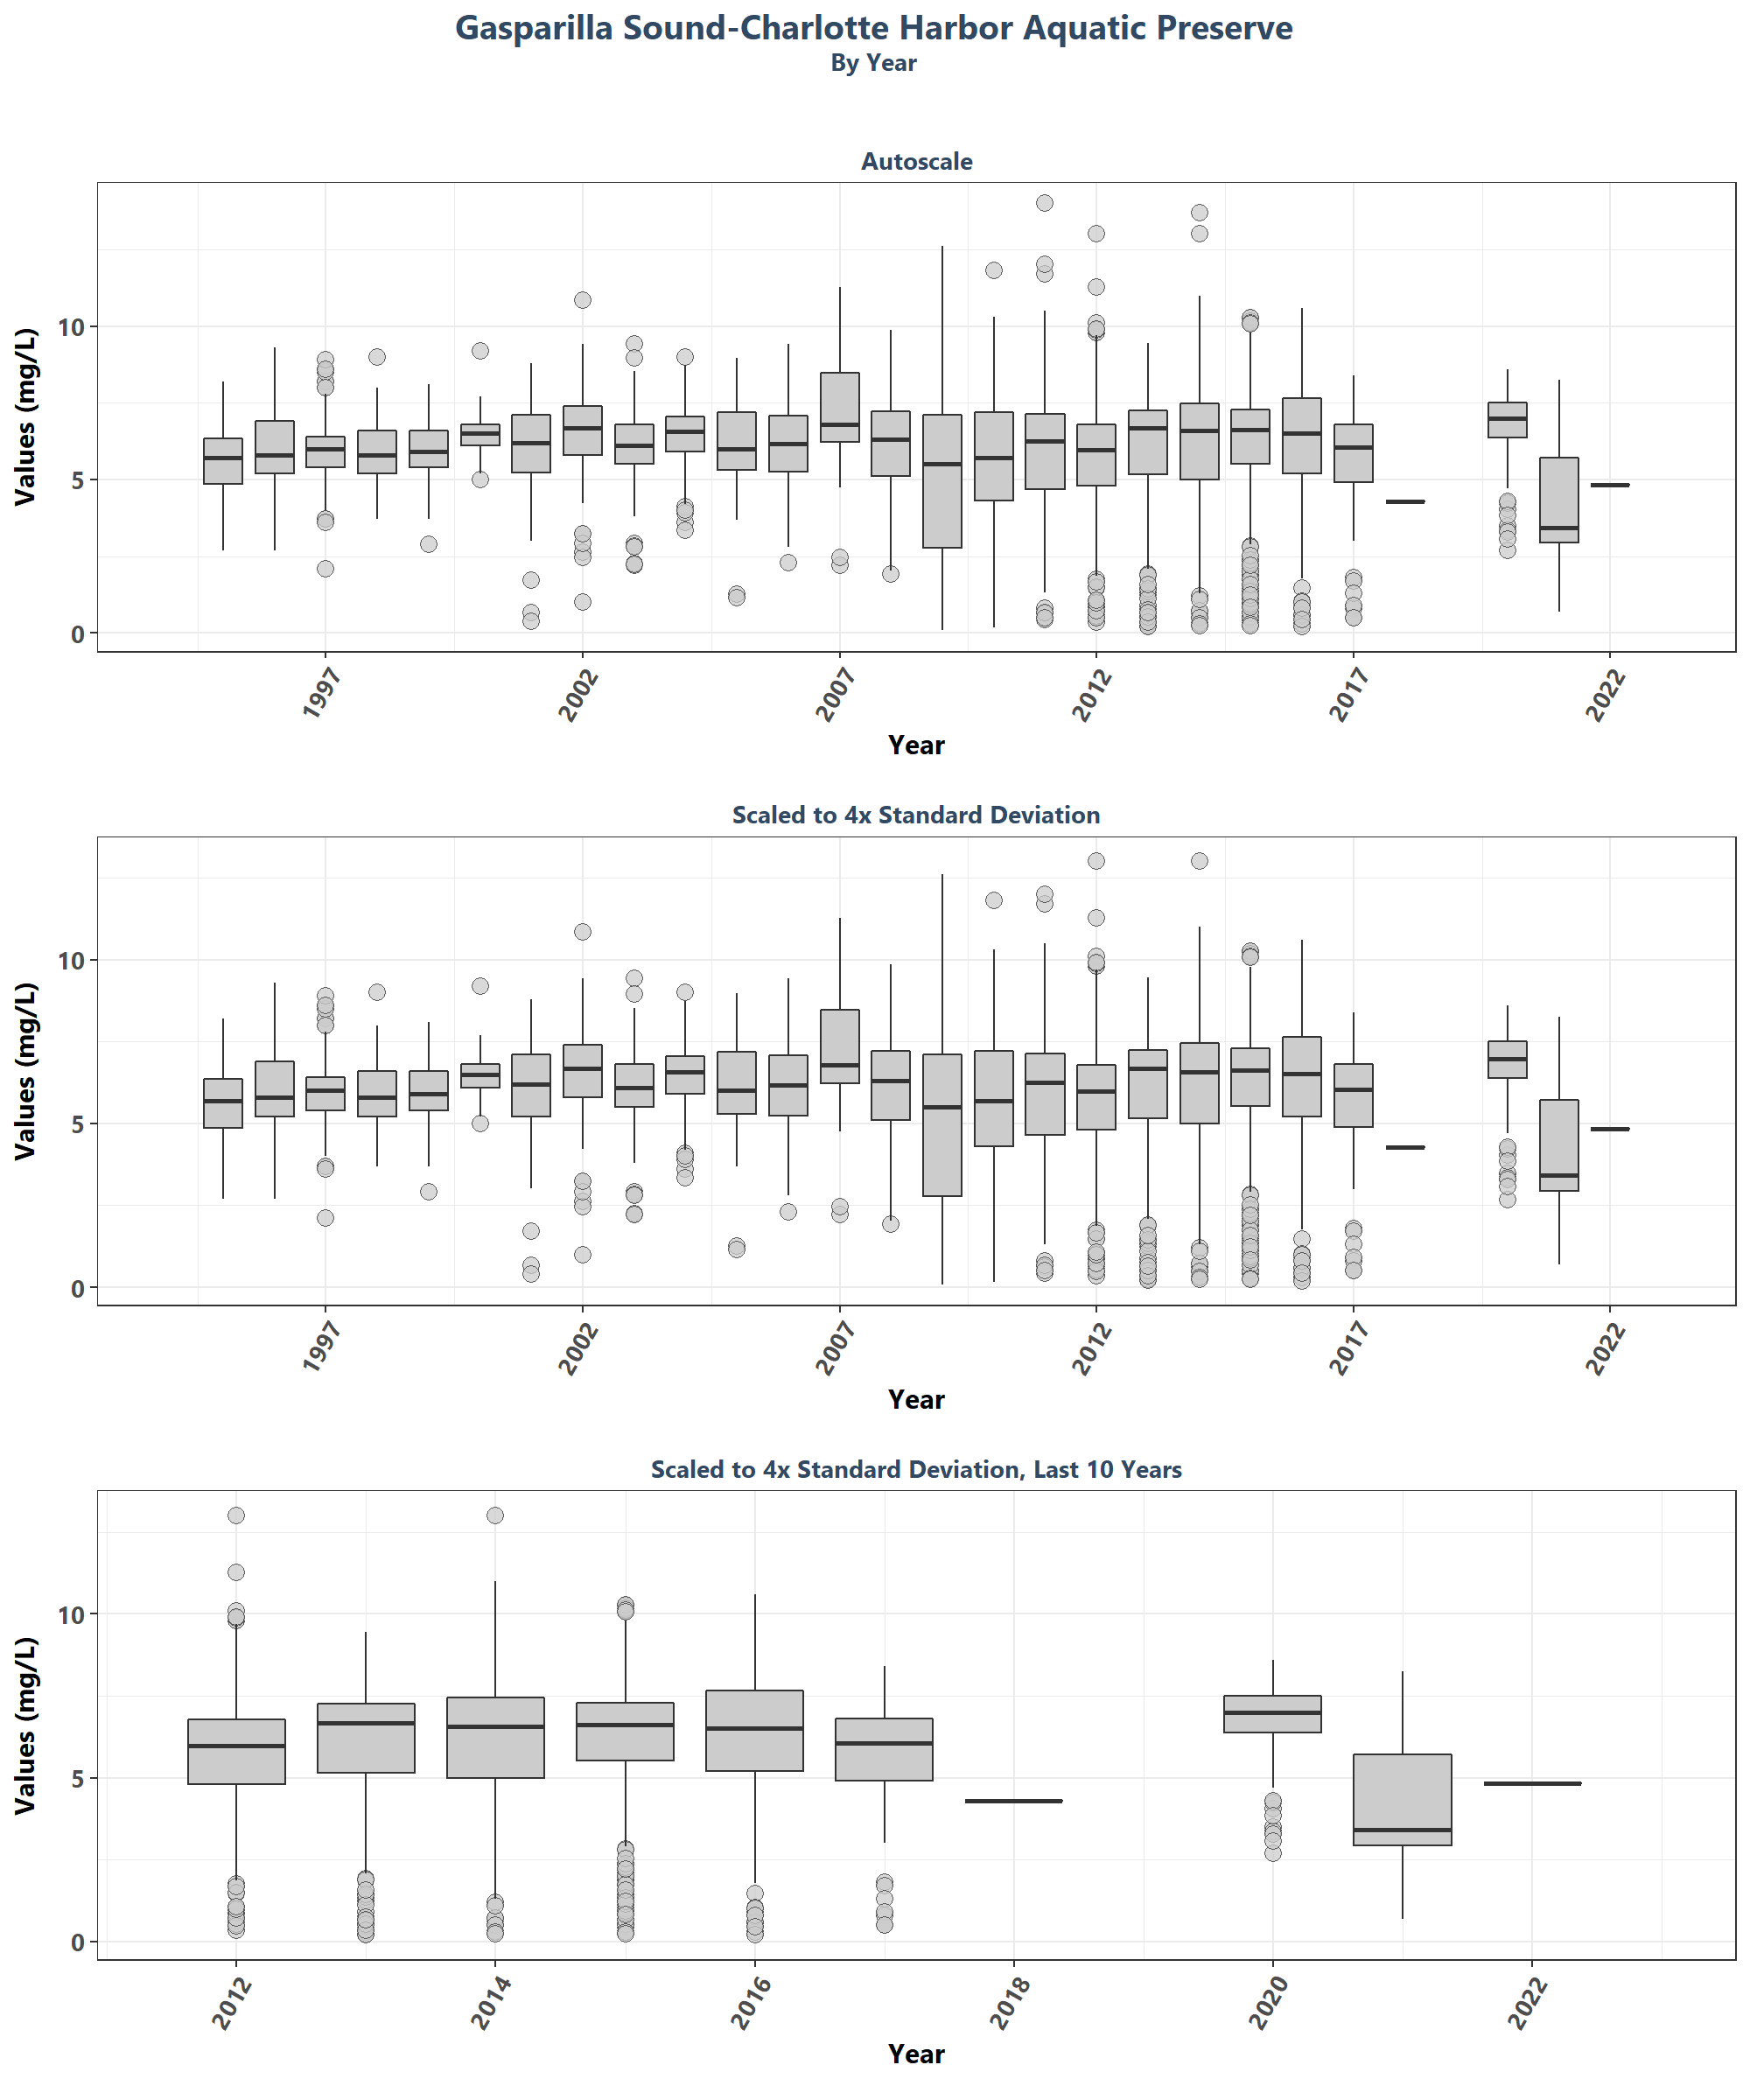 Gasparilla Sound-Charlotte Harbor Aquatic Preserve
By Year
Autoscale
Values (mg/L)
10
5
0
1997
2002
2007
2012
2017
2022
Year
Scaled to 4x Standard Deviation
Values (mg/L)
10
5
0
1997
2002
2007
2012
2017
2022
Year
Scaled to 4x Standard Deviation, Last 10 Years
Values (mg/L)
10
5
0
2012
2014
2016
2018
2020
2022
Year